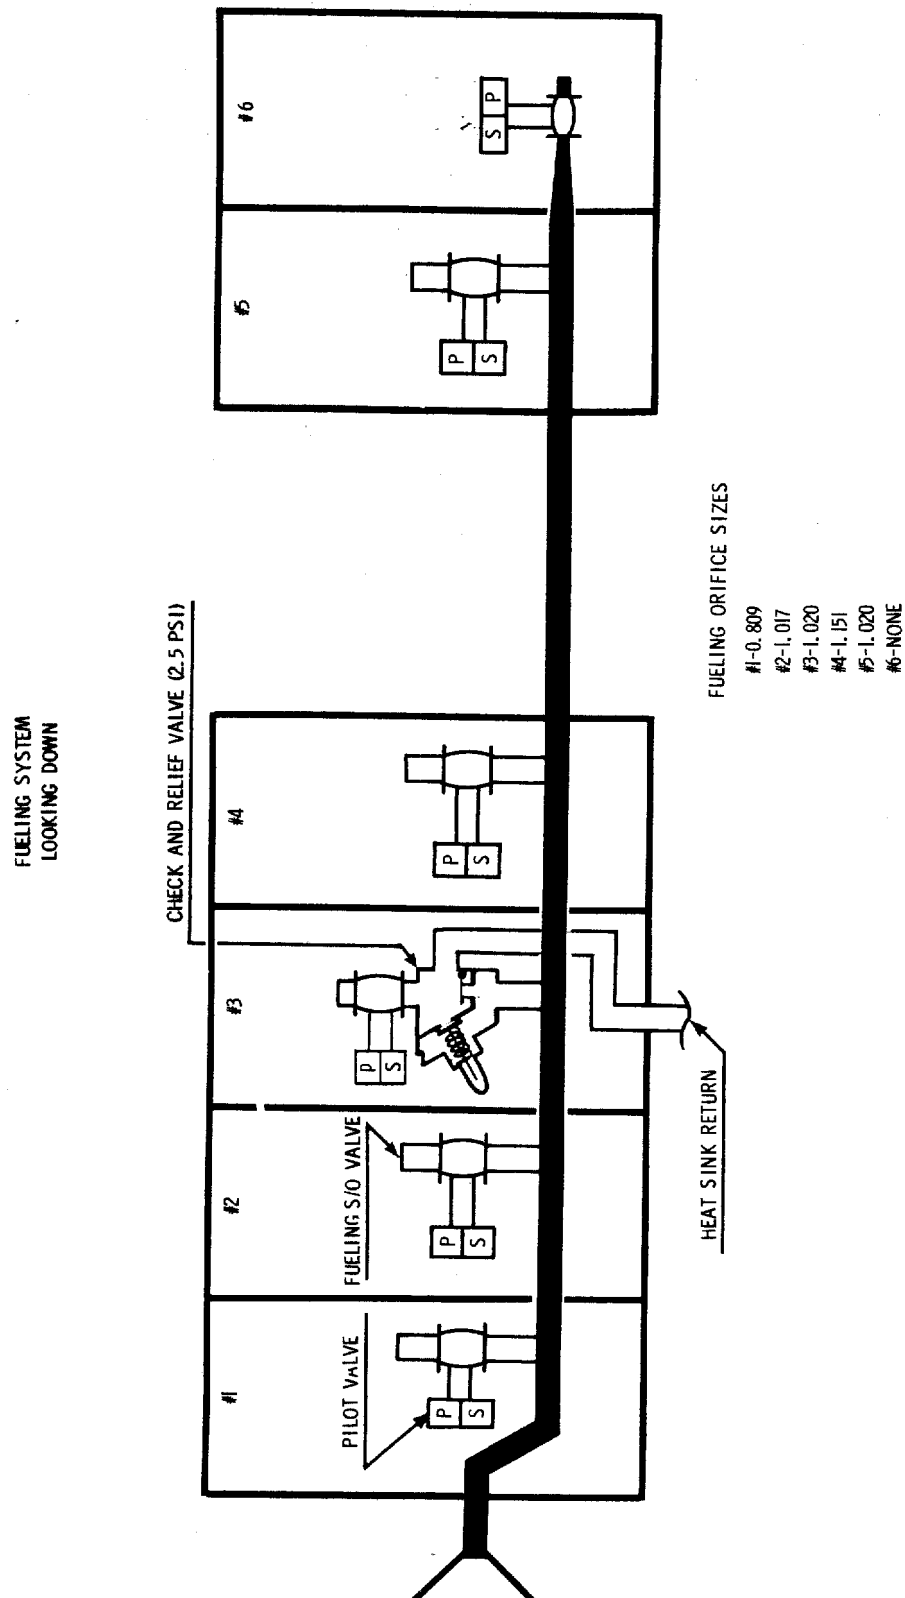 FUELING SYSTEM
LOOKING DOWN
CHECK AND RELIEF VALVE (2.5 PSI)
#1
#2
#3
#4
#5
#6
PILOT VALVE
FUELING S/O VALVE
P
S
P
S
P
S
P
S
P
S
S P
HEAT SINK RETURN
FUELING ORIFICE SIZES
#1-0.809
#2-1.017
#3-1.020
#4-1.151
#5-1.020
#6-NONE